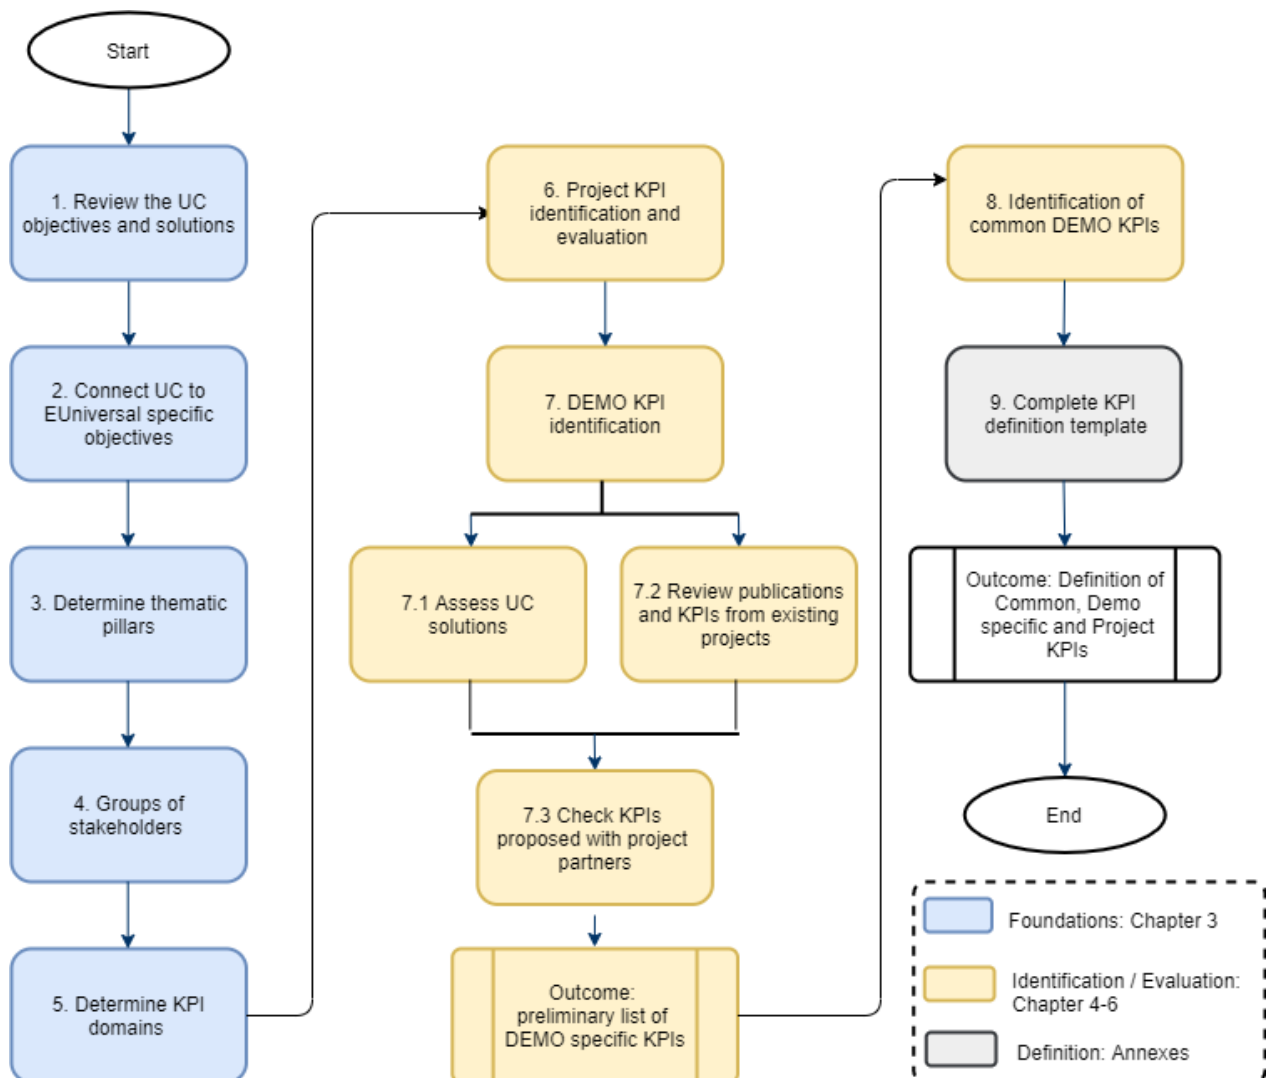 Start
1. Review the UC
objectives and solutions
2. Connect UC to
EUniversal specific
objectives
3. Determine thematic
pillars
4. Groups of
stakeholders
5. Determine KPI
domains
6. Project KPI
identification and
evaluation
7. DEMO KPI
identification
7.1 Assess UC
solutions
7.2 Review publications
and KPIs from existing
projects
7.3 Check KPIs
proposed with project
partners
Outcome:
preliminary list of
DEMO specific KPIs
8. Identification of
common DEMO KPIs
9. Complete KPI
definition template
Outcome: Definition of
Common, Demo
specific and Project
KPIs
End
Foundations: Chapter 3
Identification / Evaluation:
Chapter 4-6
Definition: Annexes